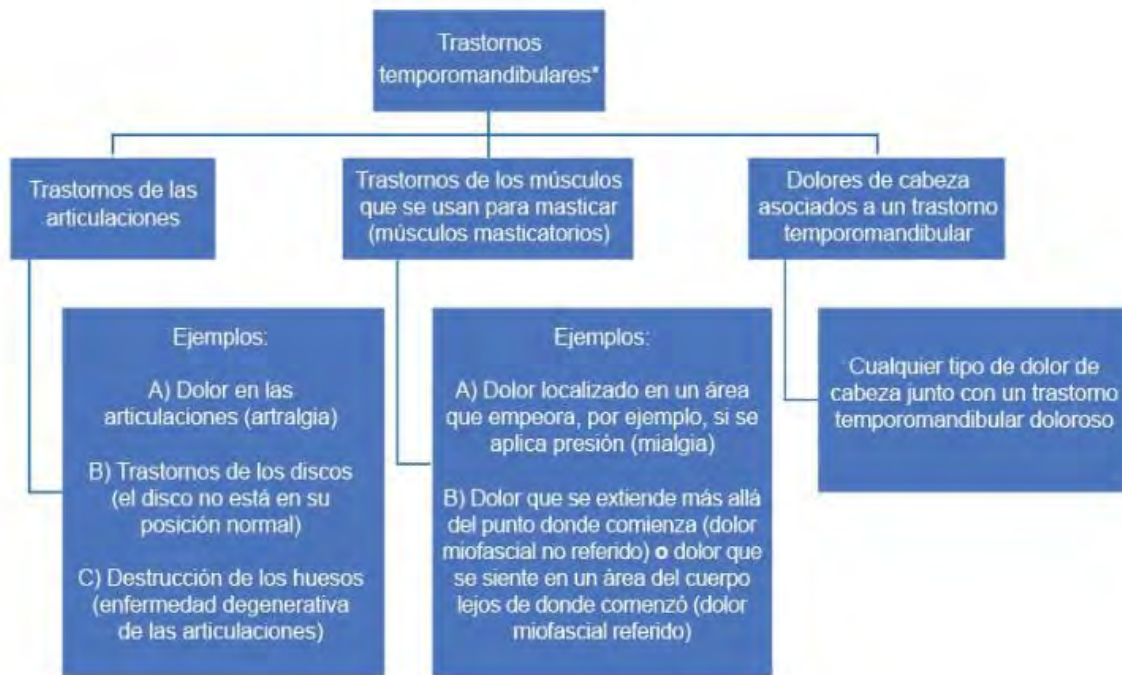 Trastornos
temporomandibulares*
Trastornos de las
articulaciones
Trastornos de los músculos
que se usan para masticar
(músculos masticatorios)
Dolores de cabeza
asociados a un trastorno
temporomandibular
Ejemplos:
A) Dolor en las
articulaciones (artralgia)
B) Trastornos de los discos
(el disco no está en su
posición normal)
C) Destrucción de los huesos
(enfermedad degenerativa
de las articulaciones)
Ejemplos:
A) Dolor localizado en un área
que empeora, por ejemplo, si se
aplica presión (mialgia)
B) Dolor que se extiende más allá
del punto donde comienza (dolor
miofascial no referido) o dolor que
se siente en un área del cuerpo
lejos de donde comenzó (dolor
miofascial referido)
Cualquier tipo de dolor de
cabeza junto con un trastorno
temporomandibular doloroso